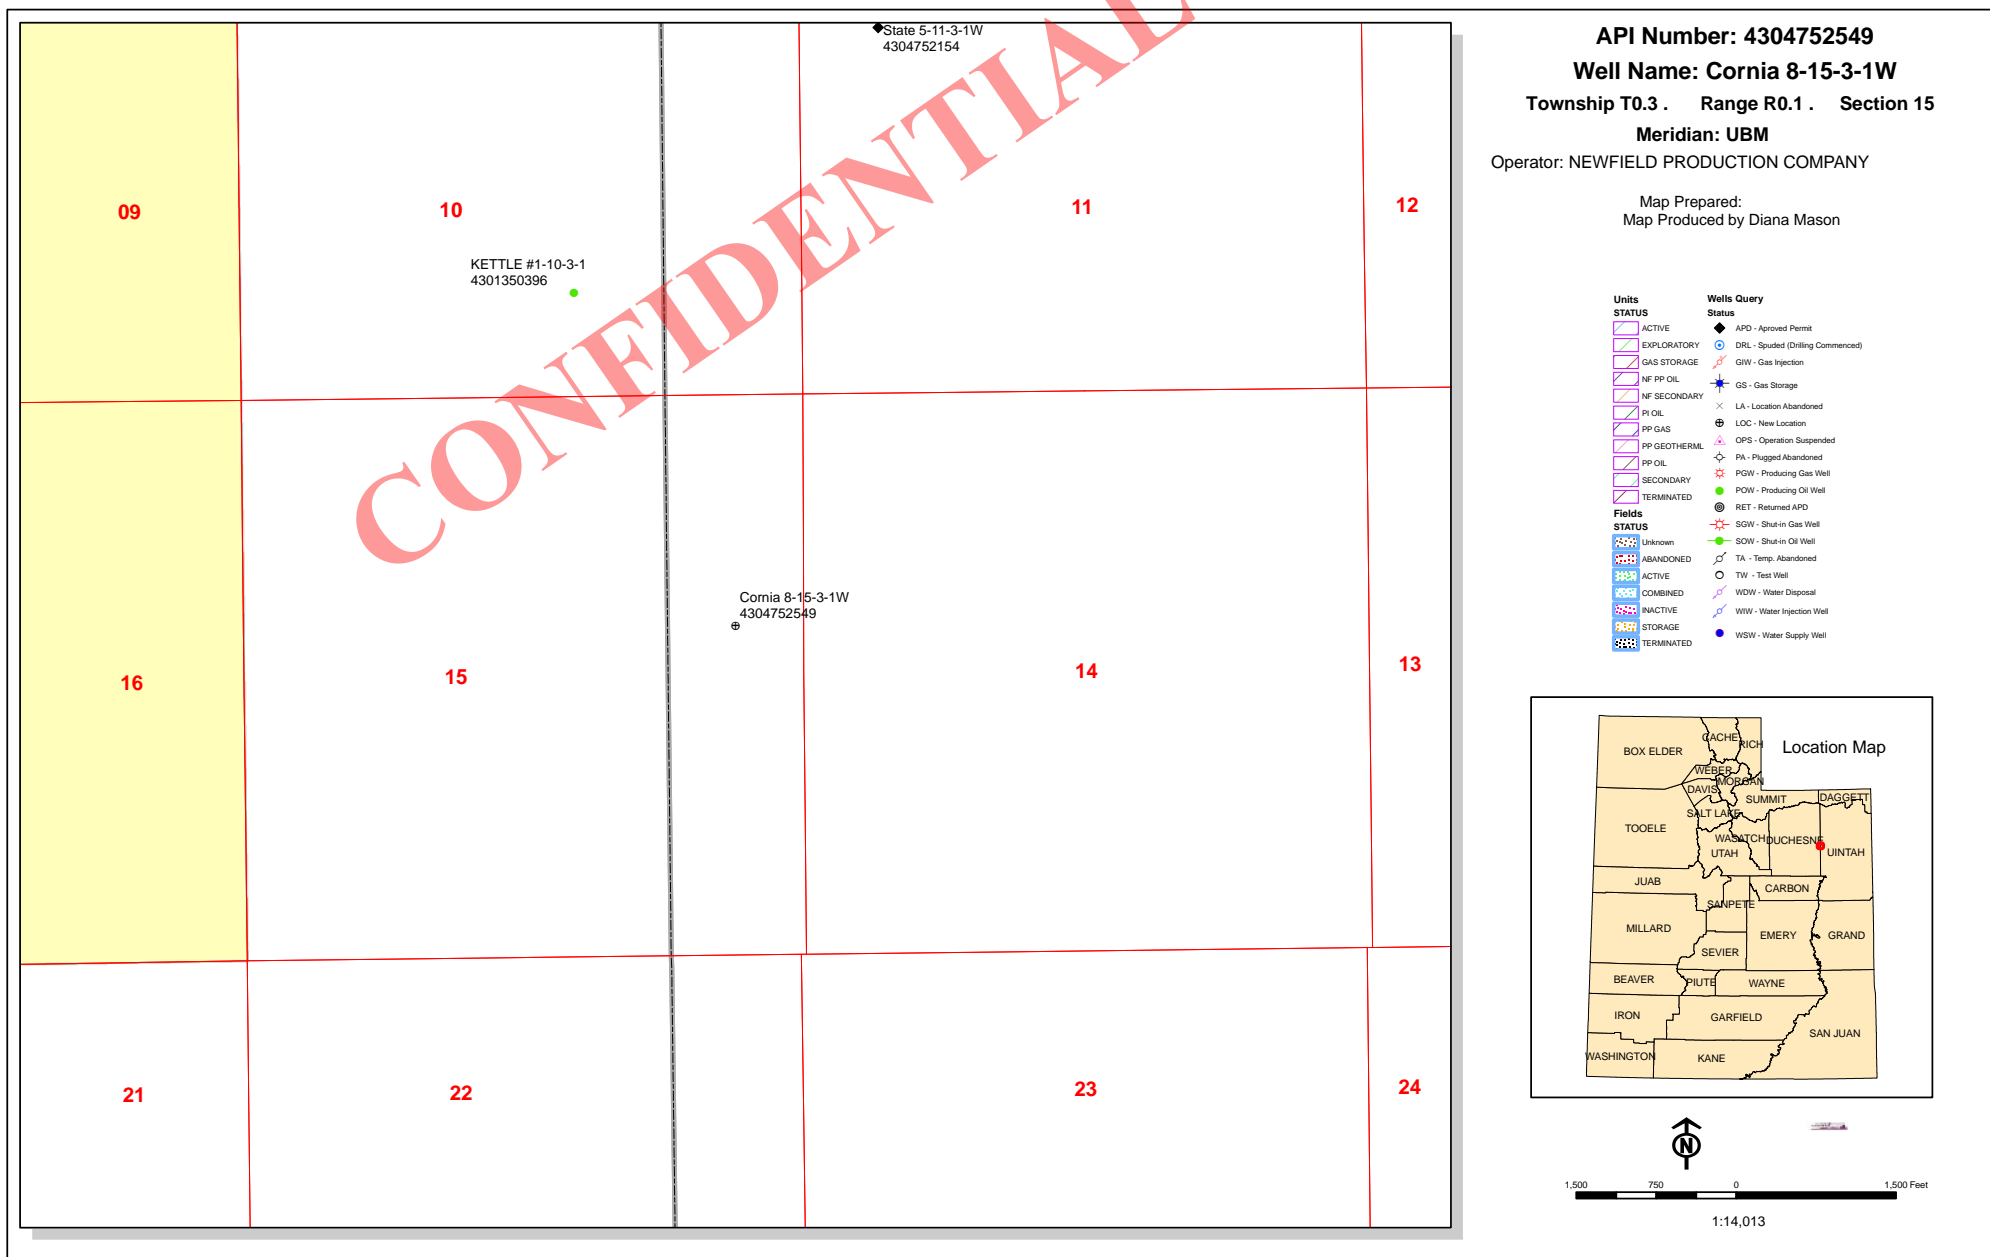 CONFIDENTIAL
State 5-11-3-1W
4304752154
09
10
11
12
KETTLE #1-10-3-1
4301350396
Cornia 8-15-3-1W
4304752549
16
15
14
13
21
22
23
24
API Number: 4304752549
Well Name: Cornia 8-15-3-1W
Township T0.3 . Range R0.1 . Section 15
Meridian: UBM
Operator: NEWFIELD PRODUCTION COMPANY
Map Prepared:
Map Produced by Diana Mason
Units
STATUS
ACTIVE
EXPLORATORY
GAS STORAGE
NF PP OIL
NF SECONDARY
PI OIL
PP GAS
PP GEOTHERML
PP OIL
SECONDARY
TERMINATED
Fields
STATUS
Unknown
ABANDONED
ACTIVE
COMBINED
INACTIVE
STORAGE
TERMINATED
Wells Query
Status
APD - Aproved Permit
DRL - Spuded (Drilling Commenced)
GIW - Gas Injection
GS - Gas Storage
LA - Location Abandoned
LOC - New Location
OPS - Operation Suspended
PA - Plugged Abandoned
PGW - Producing Gas Well
POW - Producing Oil Well
RET - Returned APD
SGW - Shut-in Gas Well
SOW - Shut-in Oil Well
TA - Temp. Abandoned
TW - Test Well
WDW - Water Disposal
WIW - Water Injection Well
WSW - Water Supply Well
Location Map
BOX ELDER
CACHE
RICH
WEBER
MORGAN
DAVIS
SUMMIT
DAGGETT
SALT LAKE
TOOELE
WASATCH
DUCHESNE
UTAH
UINTAH
JUAB
CARBON
SANPETE
MILLARD
EMERY
GRAND
SEVIER
BEAVER
PIUTE
WAYNE
IRON
GARFIELD
SAN JUAN
WASHINGTON
KANE
N
1,500 750 0 1,500 Feet
1:14,013